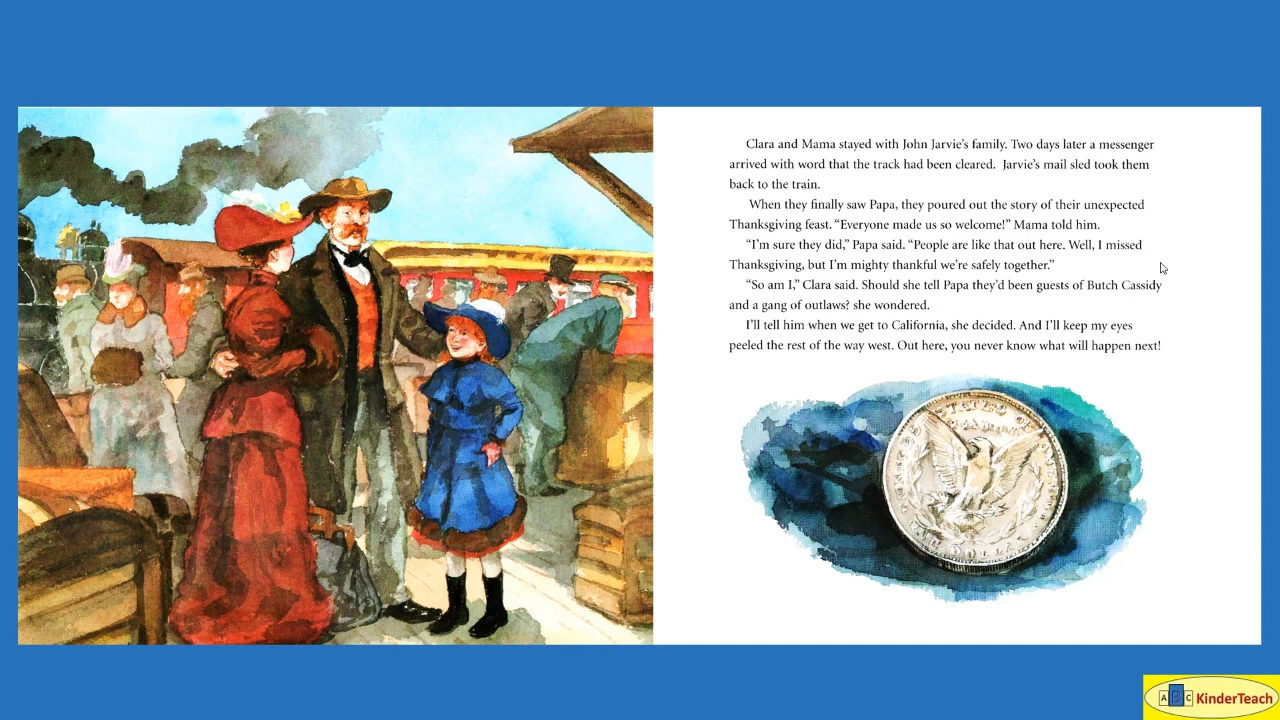 Clara and Mama stayed with John Jarvie's family. Two days later a messenger
arrived with word that the track had been cleared. Jarvie's mail sled took them
back to the train.
When they finally saw Papa, they poured out the story of their unexpected
Thanksgiving feast. “Everyone made us so welcome!” Mama told him.
“I'm sure they did,” Papa said. “People are like that out here. Well, I missed
Thanksgiving, but I'm mighty thankful we're safely together.”
“So am I,” Clara said. Should she tell Papa they'd been guests of Butch Cassidy
and a gang of outlaws? she wondered.
I'll tell him when we get to California, she decided. And I'll keep my eyes
peeled the rest of the way west. Out here, you never know what will happen next!
STATES OF
DOLLAR
A B C KinderTeach